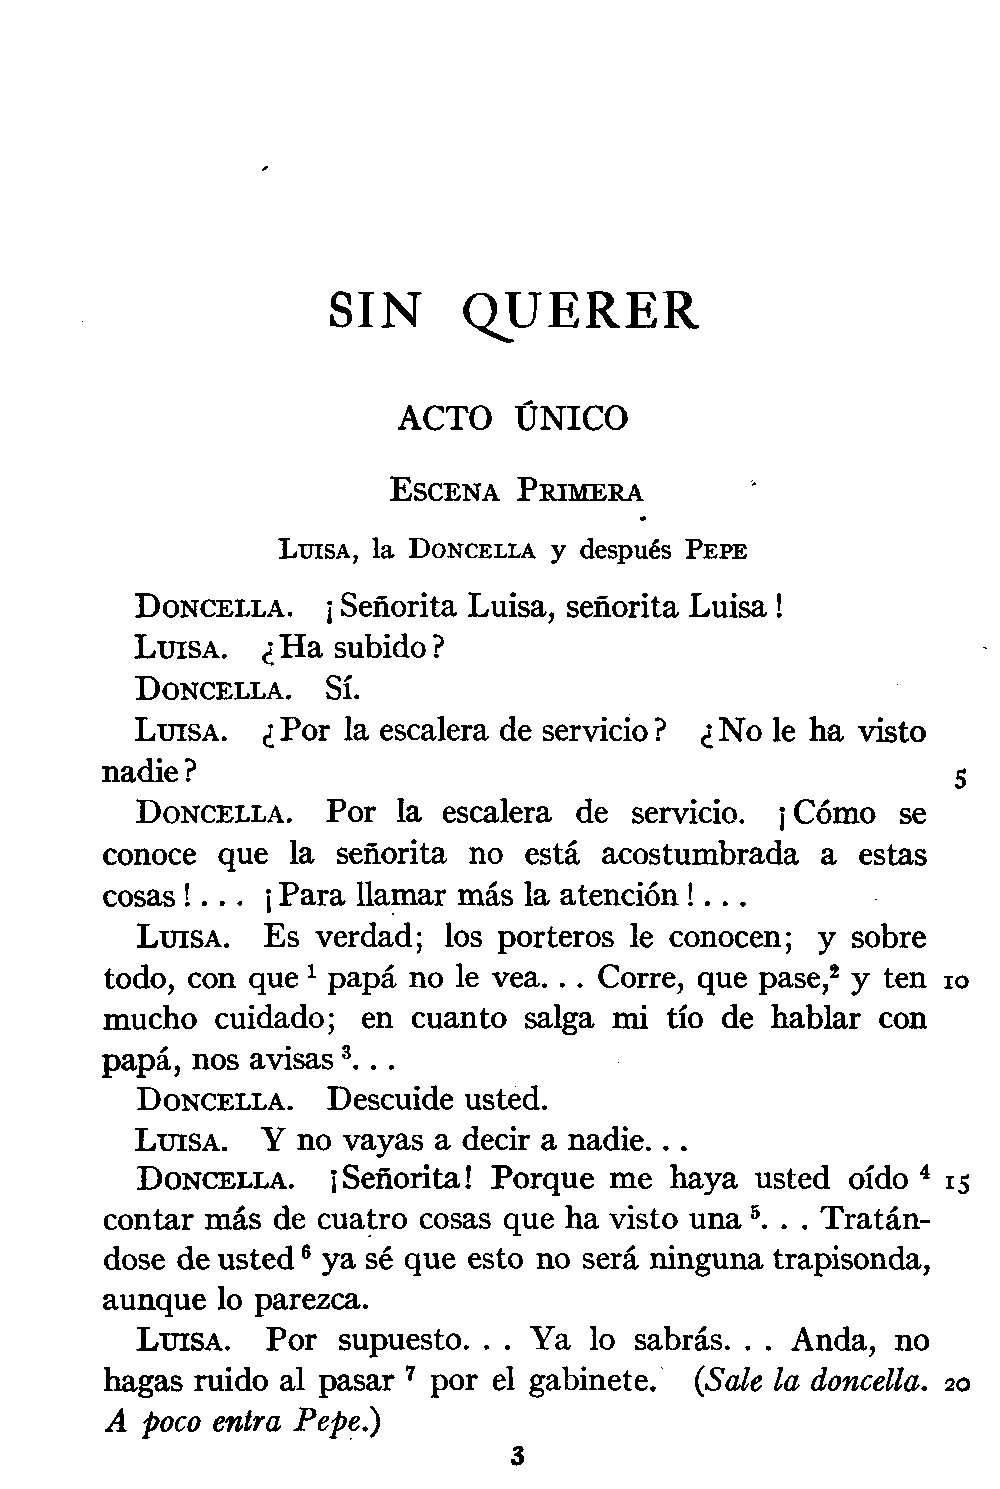 SIN QUERER
ACTO ÚNICO
ESCENA PRIMERA
LUISA, la DONCELLA y después PEPE
DONCELLA. ¡Señorita Luisa, señorita Luisa!
LUISA. ¿Ha subido?
DONCELLA. Sí.
LUISA. ¿Por la escalera de servicio? ¿No le ha visto
nadie? 5
DONCELLA. Por la escalera de servicio. ¡Cómo se
conoce que la señorita no está acostumbrada a estas
cosas!... ¡Para llamar más la atención!...
LUISA. Es verdad; los porteros le conocen; y sobre
todo, con que ¹ papá no le vea... Corre, que pase,² y ten 10
mucho cuidado; en cuanto salga mi tío de hablar con
papá, nos avisas ³...
DONCELLA. Descuide usted.
LUISA. Y no vayas a decir a nadie...
DONCELLA. ¡Señorita! Porque me haya usted oído ⁴ 15
contar más de cuatro cosas que ha visto una ⁵... Tratán-
dose de usted ⁶ ya sé que esto no será ninguna trapisonda,
aunque lo parezca.
LUISA. Por supuesto... Ya lo sabrás... Anda, no
hagas ruido al pasar ⁷ por el gabinete. (Sale la doncella. 20
A poco entra Pepe.)
3